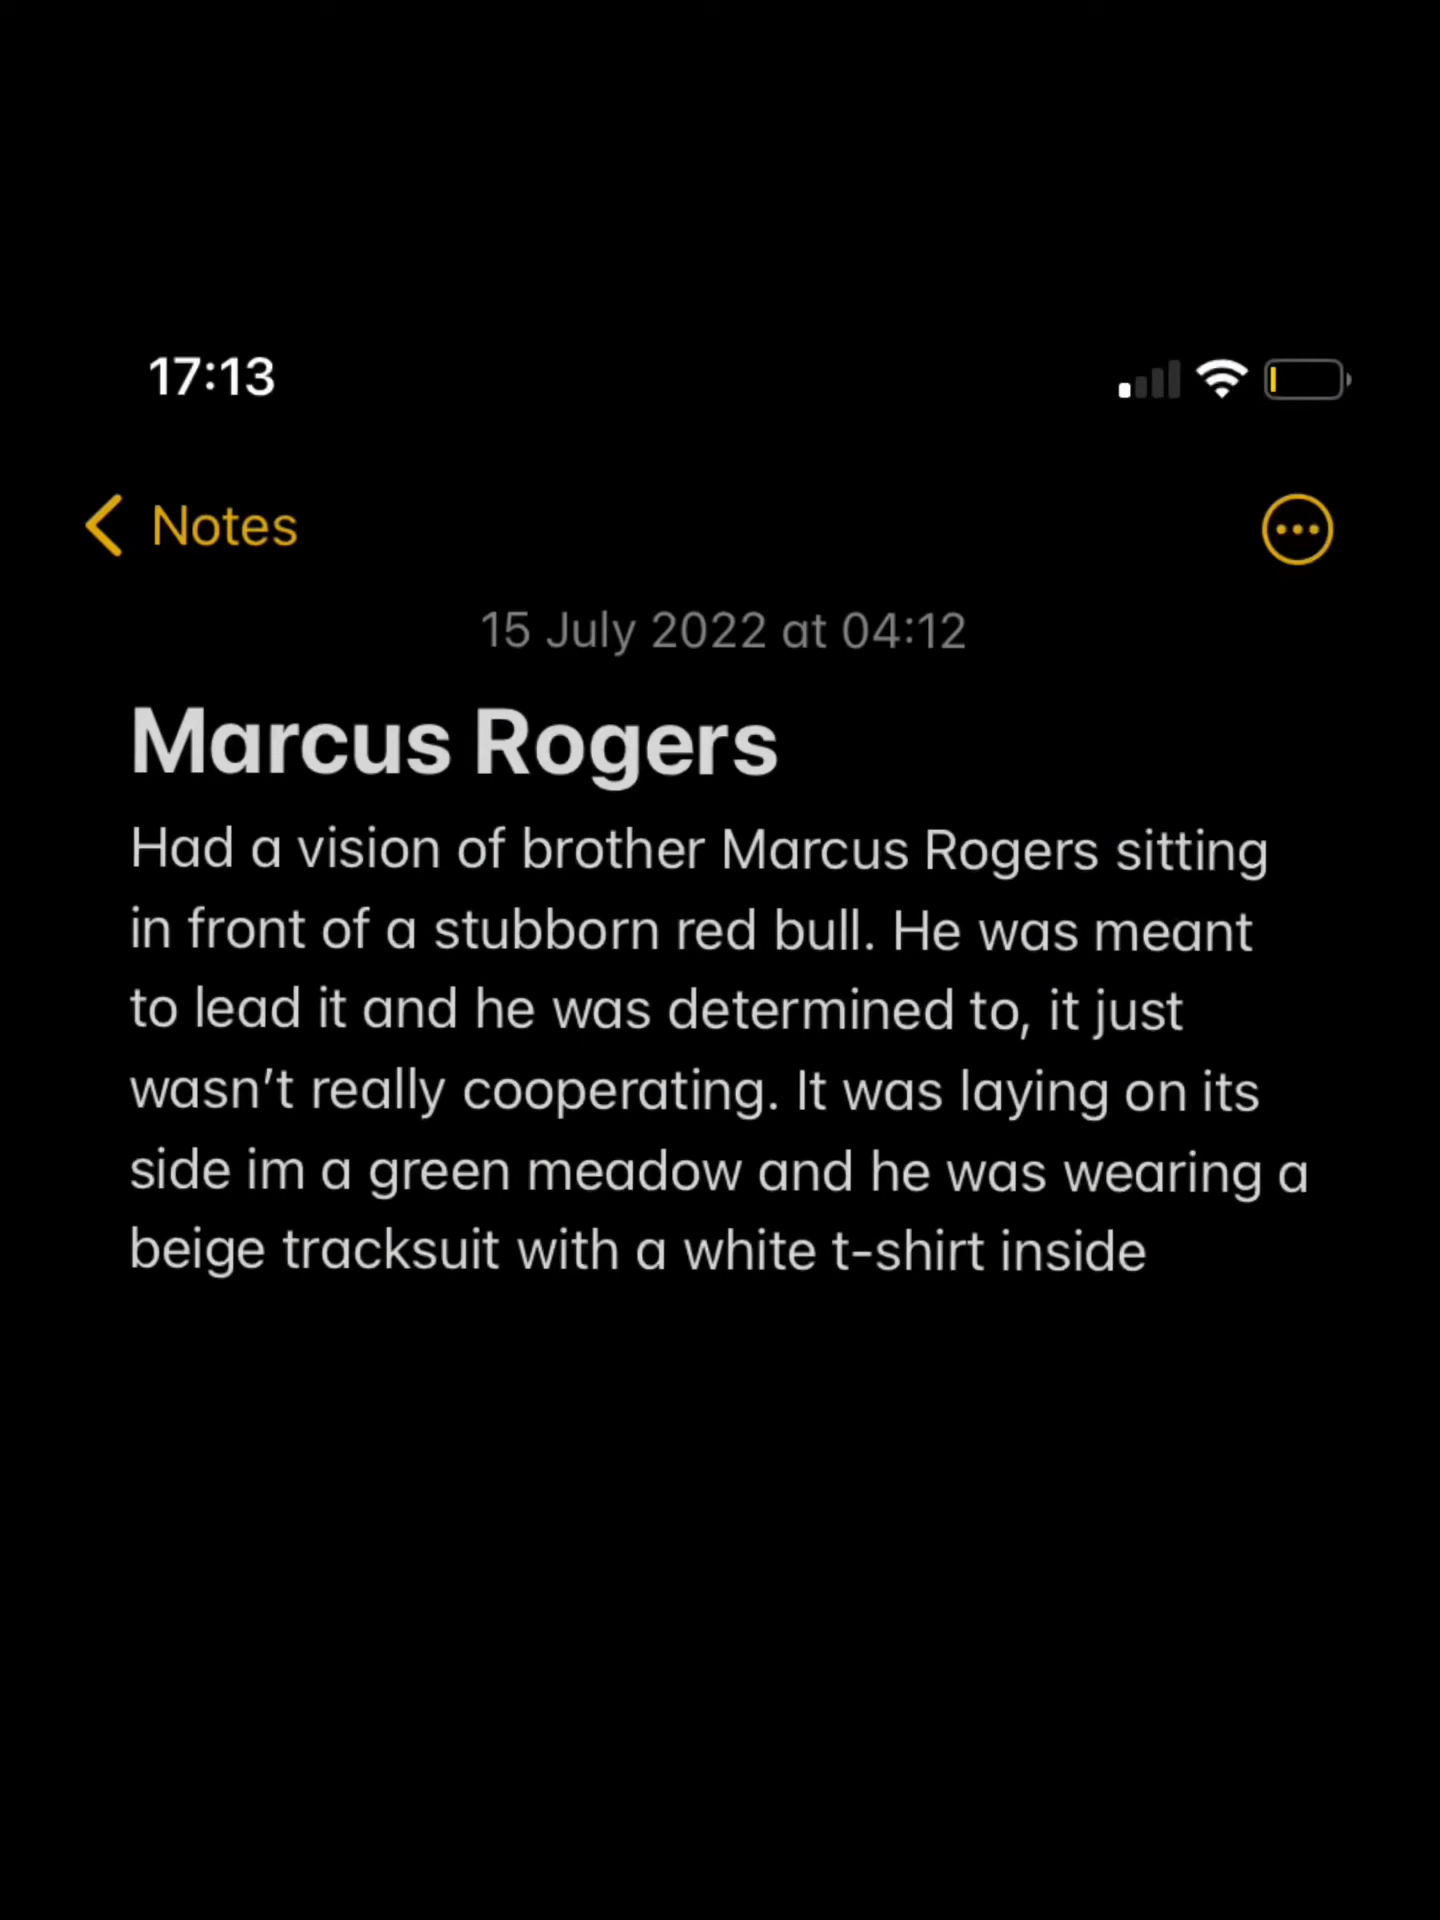 17:13
Notes
15 July 2022 at 04:12
Marcus Rogers
Had a vision of brother Marcus Rogers sitting
in front of a stubborn red bull. He was meant
to lead it and he was determined to, it just
wasn't really cooperating. It was laying on its
side im a green meadow and he was wearing a
beige tracksuit with a white t-shirt inside